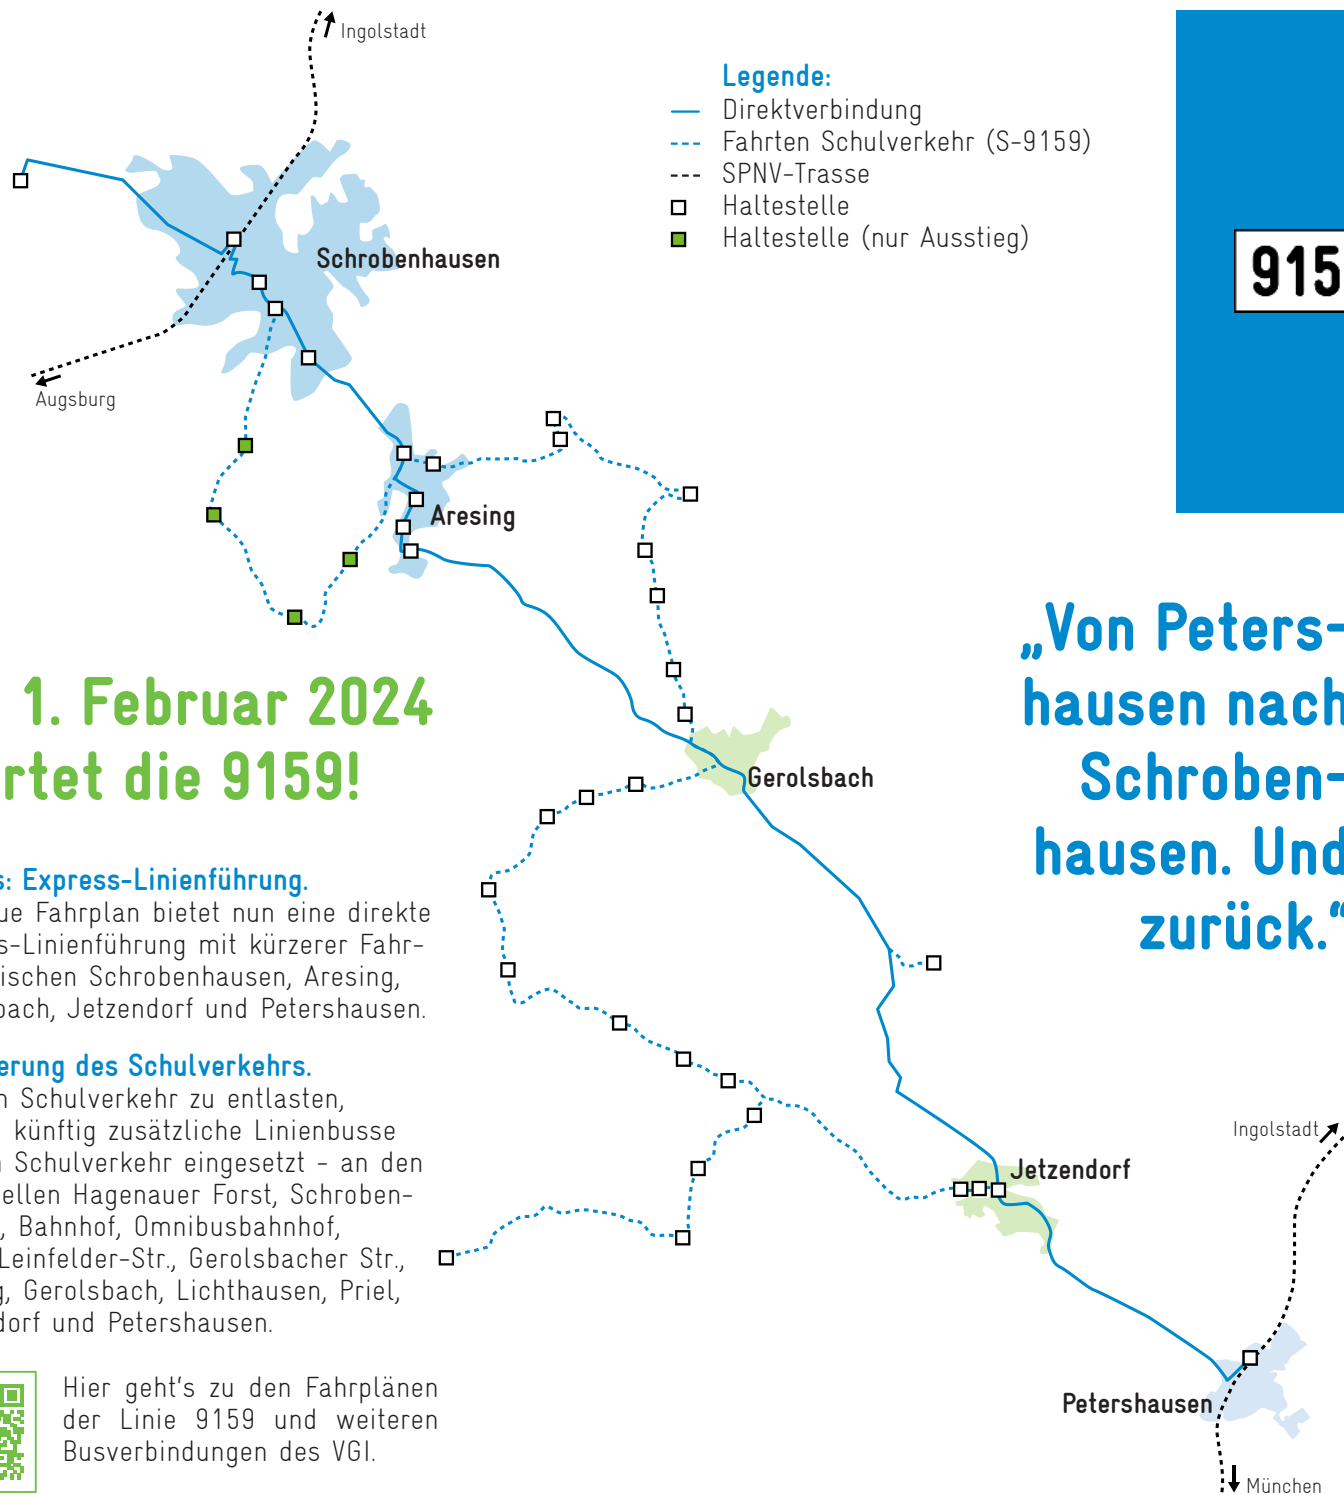 Ingolstadt
Legende:
Direktverbindung
Fahrten Schulverkehr (S-9159)
SPNV-Trasse
Haltestelle
Haltestelle (nur Ausstieg)
Schrobenhausen
915
Augsburg
Aresing
„Von Peters-
hausen nach
Schroben-
hausen. Und
zurück.“
1. Februar 2024
rtet die 9159!
Gerolsbach
s: Express-Linienführung.
ue Fahrplan bietet nun eine direkte
s-Linienführung mit kürzerer Fahr-
ischen Schrobenhausen, Aresing,
bach, Jetzendorf und Petershausen.
erung des Schulverkehrs.
n Schulverkehr zu entlasten,
künftig zusätzliche Linienbusse
n Schulverkehr eingesetzt - an den
ellen Hagenauer Forst, Schroben-
, Bahnhof, Omnibusbahnhof,
Leinfelder-Str., Gerolsbacher Str.,
g, Gerolsbach, Lichthausen, Priel,
dorf und Petershausen.
Ingolstadt
Jetzendorf
Hier geht's zu den Fahrplänen
der Linie 9159 und weiteren
Busverbindungen des VGI.
Petershausen
München